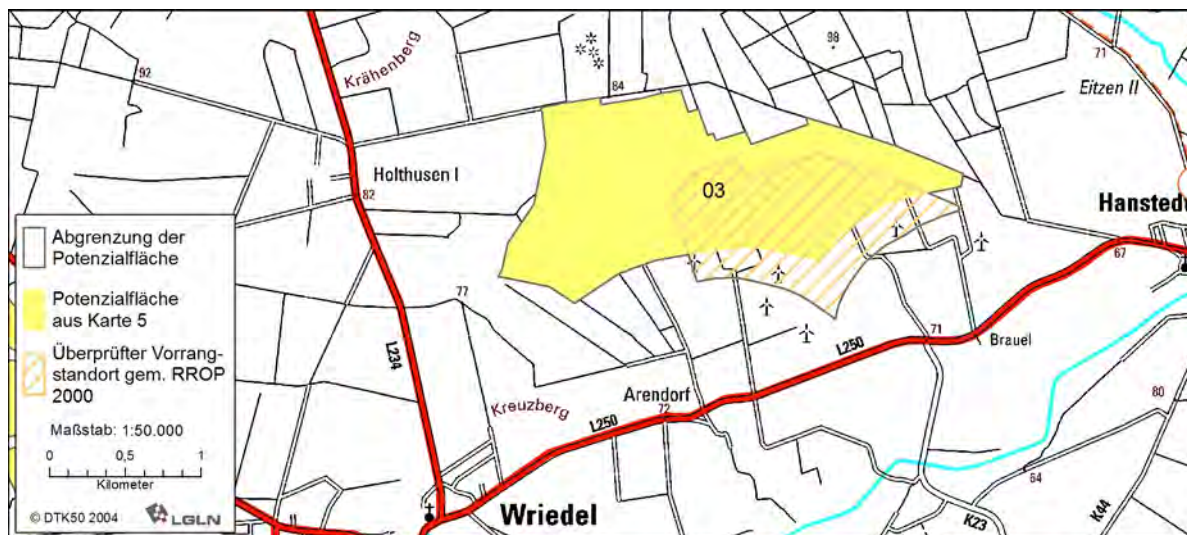 92
Krähenberg
84
98
71
Eitzen II
Holthusen I
82
03
Hansted
67
77
L234
Kreuzberg
L250
72
Arendorf
L250
71
Brauel
80
64
K23
K44
Wriedel
Abgrenzung der
Potenzialfläche
Potenzialfläche
aus Karte 5
Überprüfter Vorrang-
standort gem. RROP
2000
Maßstab: 1:50.000
0 0,5 1
Kilometer
© DTK50 2004 LGLN